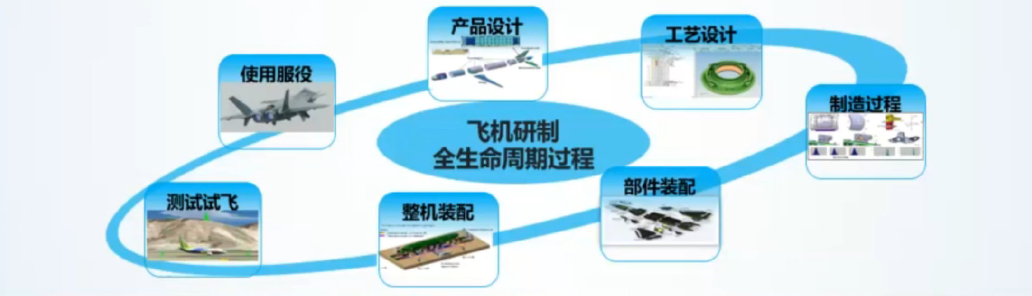 产品设计
工艺设计
使用服役
制造过程
飞机研制
全生命周期过程
部件装配
测试试飞
整机装配